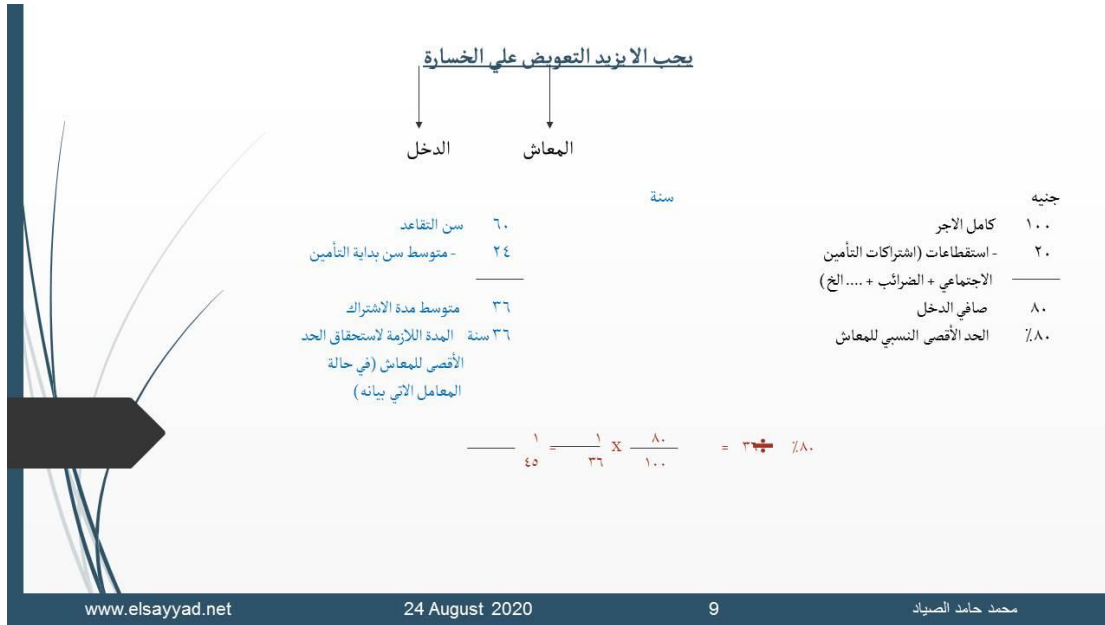 يجب الا يزيد التعويض علي الخسارة
المعاش
الدخل
جنيه
١٠٠ كامل الاجر
٢٠ - استقطاعات (اشتراكات التأمين
الاجتماعي + الضرائب + .... الخ)
٨٠ صافي الدخل
٨٠٪ الحد الأقصى النسبي للمعاش
سنة
٦٠ سن التقاعد
٢٤ - متوسط سن بداية التأمين
٣٦ متوسط مدة الاشتراك
٣٦ سنة المدة اللازمة لاستحقاق الحد
الأقصى للمعاش (في حالة
المعامل الاتي بيانه)
٨٠٪ ÷ ٣٦ = ٨٠/١٠٠ X ١/٣٦ = ١/٤٥
www.elsayyad.net
24 August 2020
9
محمد حامد الصياد